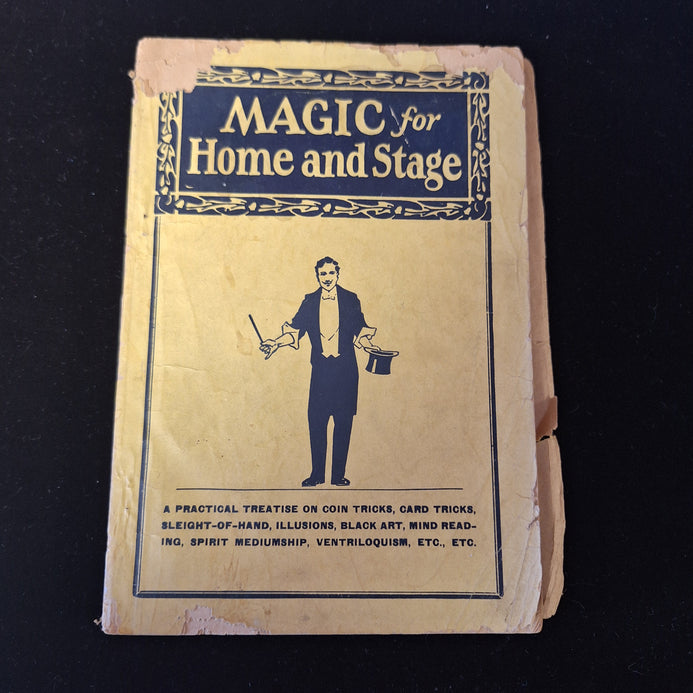 MAGIC for
Home and Stage
A PRACTICAL TREATISE ON COIN TRICKS, CARD TRICKS,
SLEIGHT-OF-HAND, ILLUSIONS, BLACK ART, MIND READ-
ING, SPIRIT MEDIUMSHIP, VENTRILOQUISM, ETC., ETC.